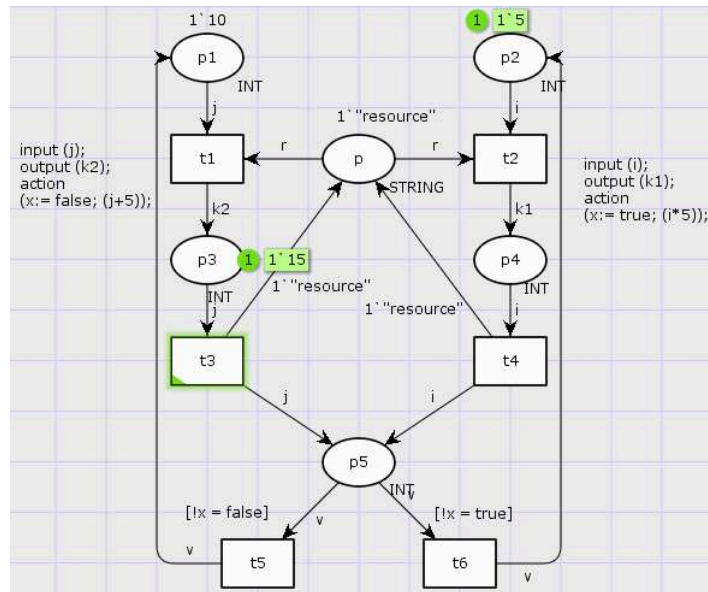 1`10
1 1`5
p1
p2
INT
INT
j
i
1`"resource"
input (j);
output (k2);
action
(x:= false; (j+5));
t1
r
p
r
t2
STRING
input (i);
output (k1);
action
(x:= true; (i*5));
k2
k1
p3
1 1`15
p4
INT
INT
j
i
1`"resource"
1`"resource"
t3
t4
j
i
p5
INT
[!x = false]
v
v
[!x = true]
v
t5
t6
v